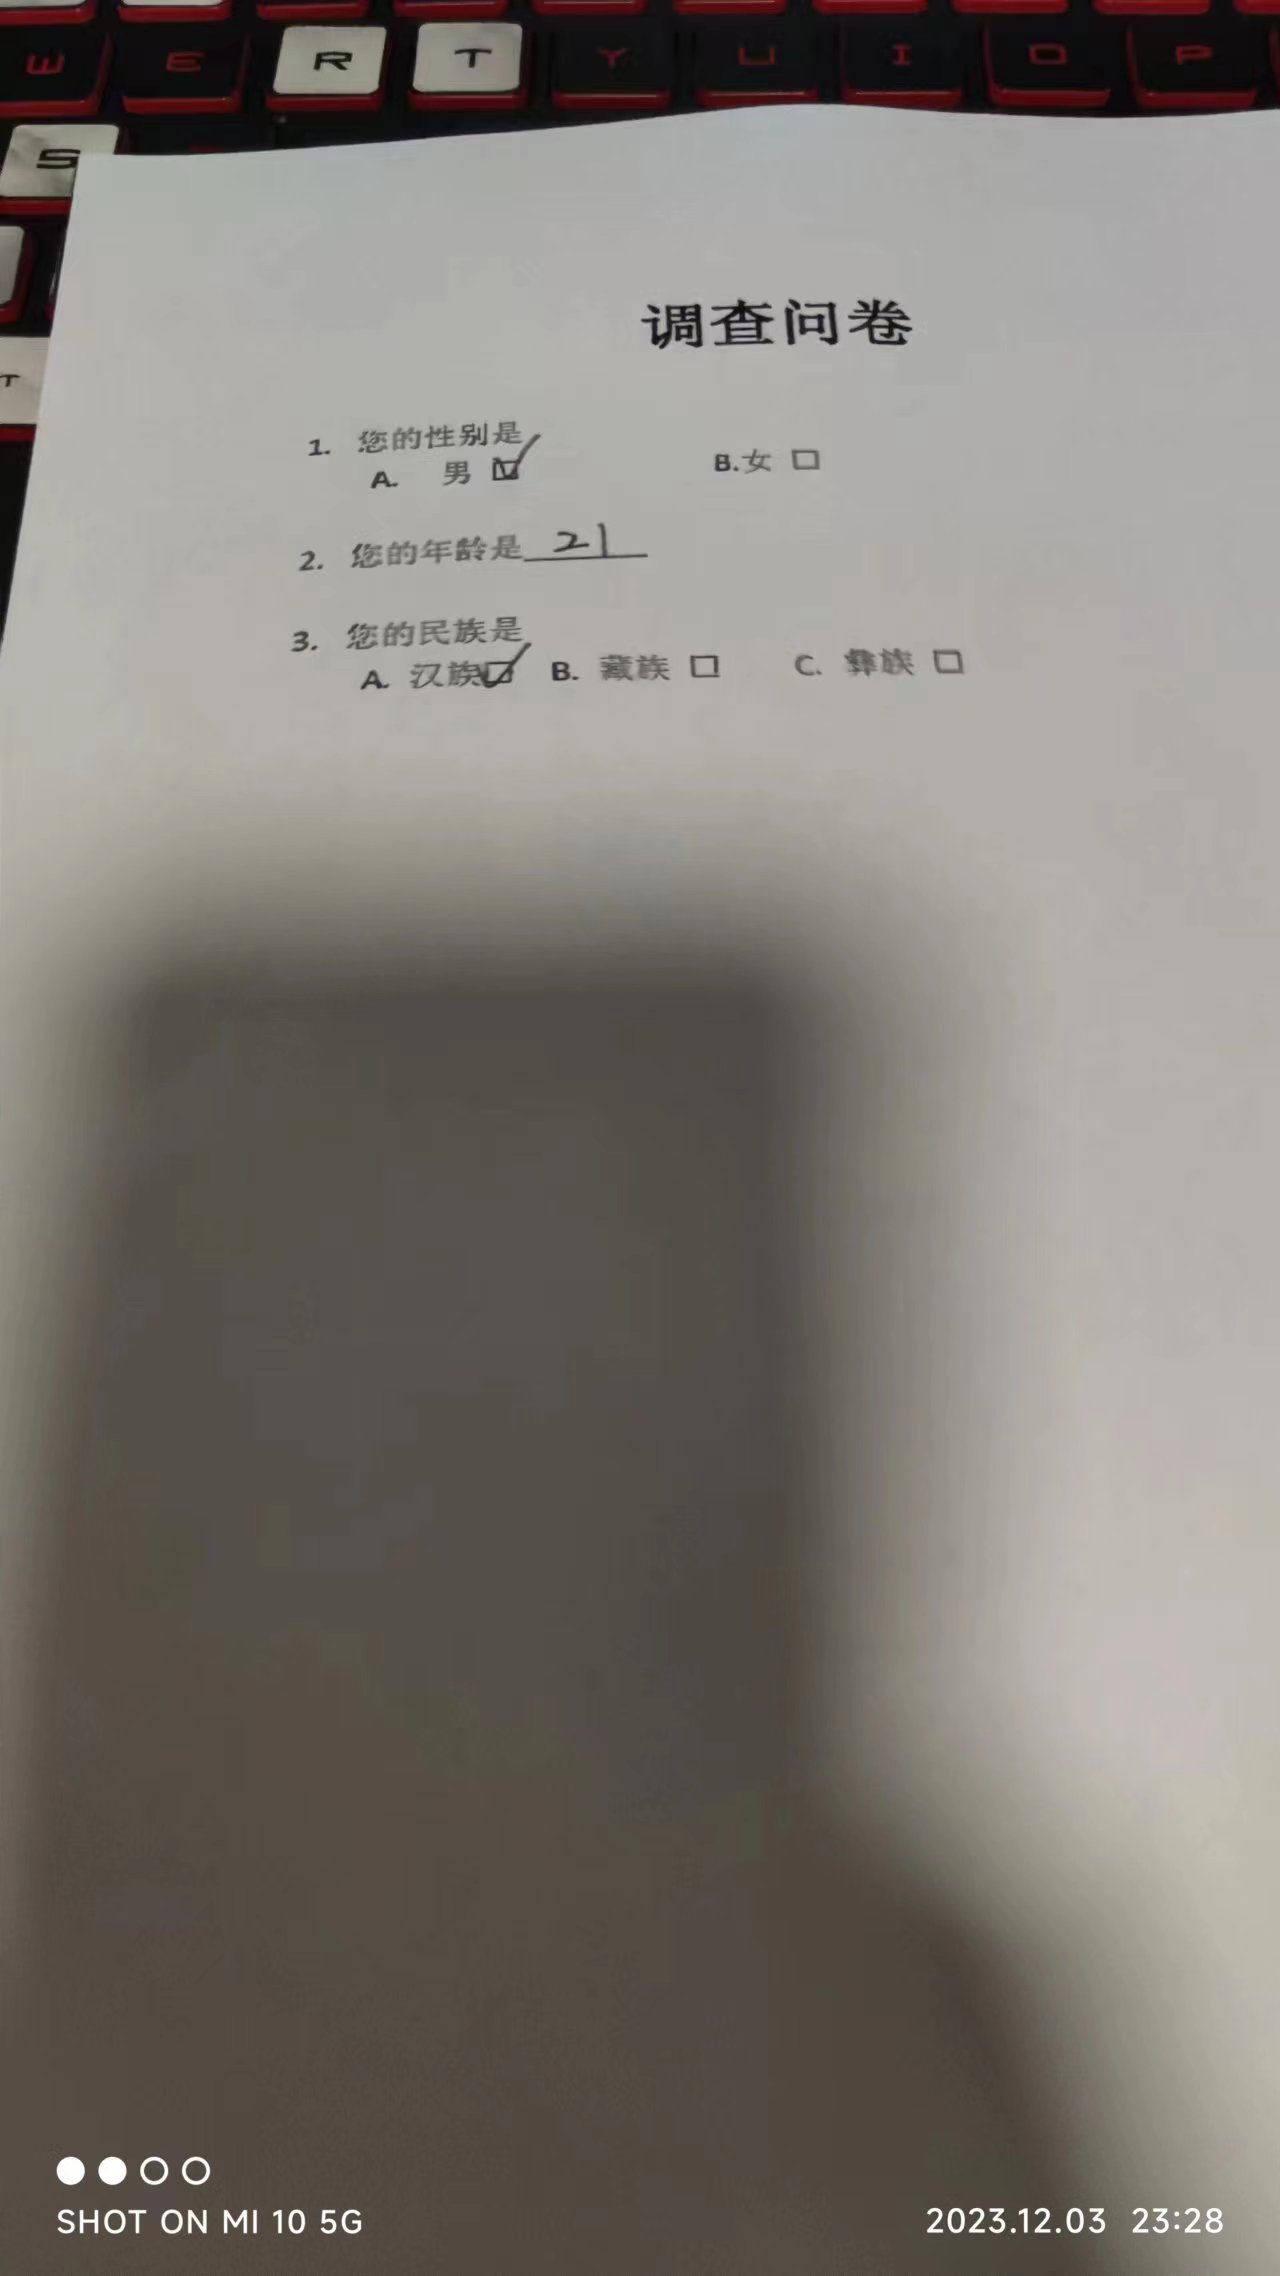 W E R T Y U I O P
S
T
调查问卷
1. 您的性别是
A. 男 ☑ B.女 □
2. 您的年龄是 21
3. 您的民族是
A. 汉族☑ B. 藏族 □ C. 彝族 □
SHOT ON MI 10 5G
2023.12.03 23:28